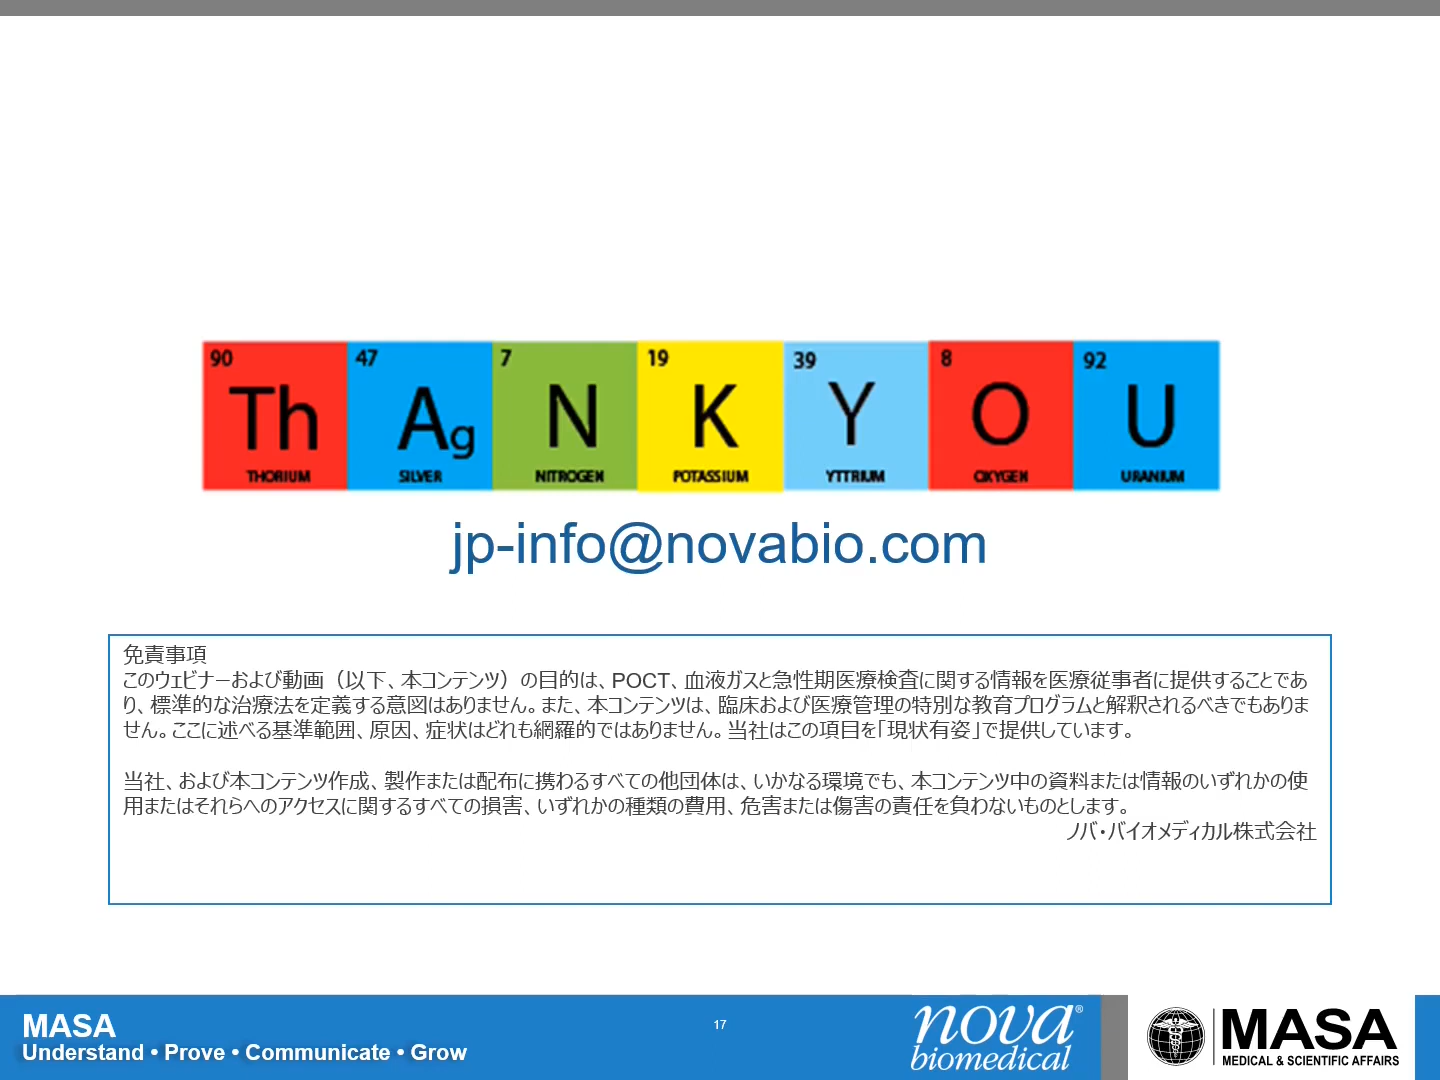 90 47 7 19 39 8 92
Th Ag N K Y O U
THORIUM SILVER NITROGEN POTASSIUM YTTRIUM OXYGEN URANIUM
jp-info@novabio.com
免責事項
このウェビナーおよび動画（以下、本コンテンツ）の目的は、POCT、血液ガスと急性期医療検査に関する情報を医療従事者に提供することであ
り、標準的な治療法を定義する意図はありません。また、本コンテンツは、臨床および医療管理の特別な教育プログラムと解釈されるべきでもありま
せん。ここに述べる基準範囲、原因、症状はどれも網羅的ではありません。当社はこの項目を｢現状有姿｣で提供しています。
当社、および本コンテンツ作成、製作または配布に携わるすべての他団体は、いかなる環境でも、本コンテンツ中の資料または情報のいずれかの使
用またはそれらへのアクセスに関するすべての損害、いずれかの種類の費用、危害または傷害の責任を負わないものとします。
ノバ・バイオメディカル株式会社
MASA
Understand • Prove • Communicate • Grow
17
nova®
biomedical
MASA
MEDICAL & SCIENTIFIC AFFAIRS